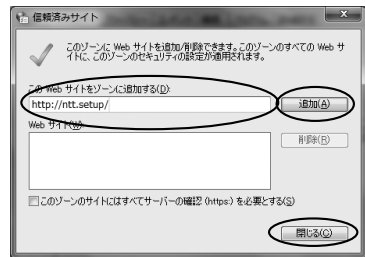 信頼済みサイト
このゾーンに Web サイトを追加/削除できます。このゾーンのすべての Web サ
イトに、このゾーンのセキュリティの設定が適用されます。
この Web サイトをゾーンに追加する(D):
http://ntt.setup/
追加(A)
Web サイト(W):
削除(R)
このゾーンのサイトにはすべてサーバーの確認 (https:) を必要とする(S)
閉じる(C)